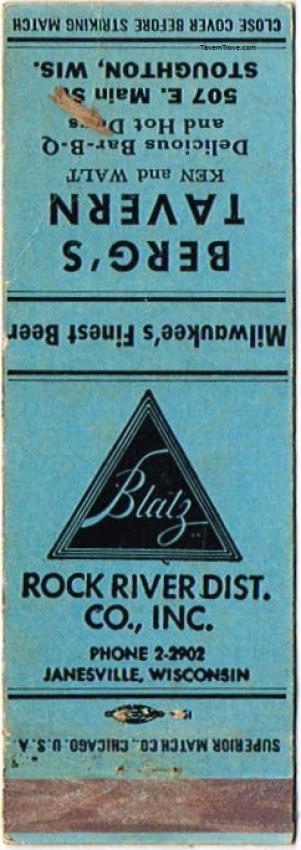 TavernTrove.com
CLOSE COVER BEFORE STRIKING MATCH
BERG'S
TAVERN
KEN and WALT
Delicious Bar-B-Q
and Hot Dogs
507 E. Main St.
STOUGHTON, WIS.
Milwaukee's Finest Beer
Blatz
ROCK RIVER DIST.
CO., INC.
PHONE 2-2902
JANESVILLE, WISCONSIN
SUPERIOR MATCH CO., CHICAGO, U.S.A.